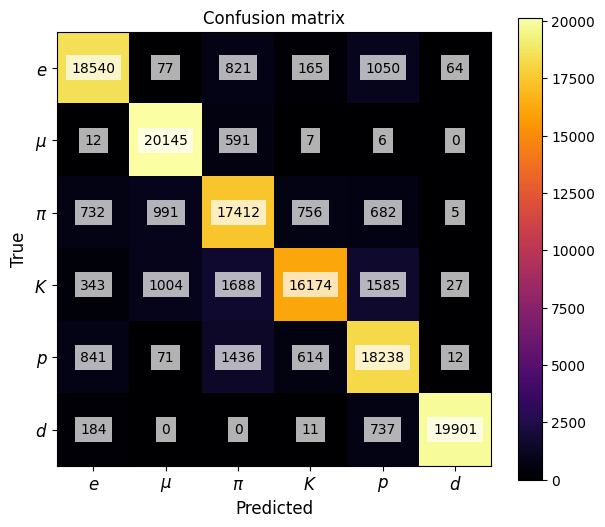 Confusion matrix
e 18540 77 821 165 1050 64
μ 12 20145 591 7 6 0
π 732 991 17412 756 682 5
K 343 1004 1688 16174 1585 27
p 841 71 1436 614 18238 12
d 184 0 0 11 737 19901
e μ π K p d
Predicted
True
20000
17500
15000
12500
10000
7500
5000
2500
0